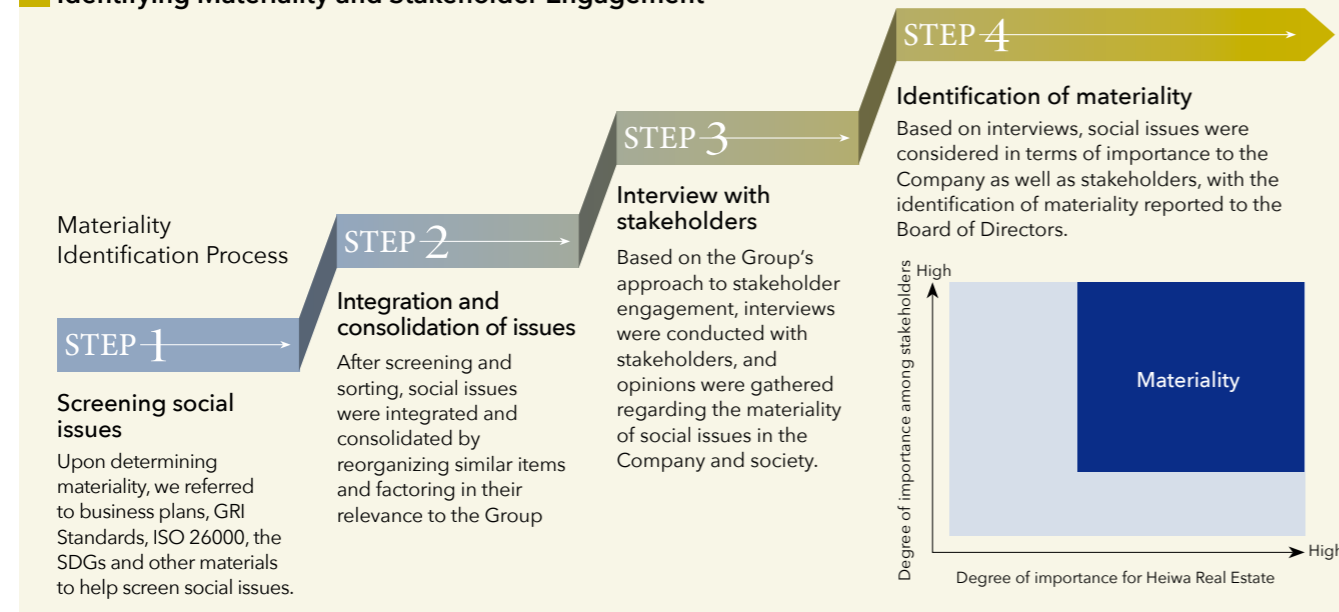 Identifying Materiality and Stakeholder Engagement
Materiality
Identification Process
STEP 1
Screening social
issues
Upon determining
materiality, we referred
to business plans, GRI
Standards, ISO 26000, the
SDGs and other materials
to help screen social issues.
STEP 2
Integration and
consolidation of issues
After screening and
sorting, social issues
were integrated and
consolidated by
reorganizing similar items
and factoring in their
relevance to the Group
STEP 3
Interview with
stakeholders
Based on the Group's
approach to stakeholder
engagement, interviews
were conducted with
stakeholders, and
opinions were gathered
regarding the materiality
of social issues in the
Company and society.
STEP 4
Identification of materiality
Based on interviews, social issues were
considered in terms of importance to the
Company as well as stakeholders, with the
identification of materiality reported to the
Board of Directors.
Degree of importance among stakeholders
High
Materiality
High
Degree of importance for Heiwa Real Estate